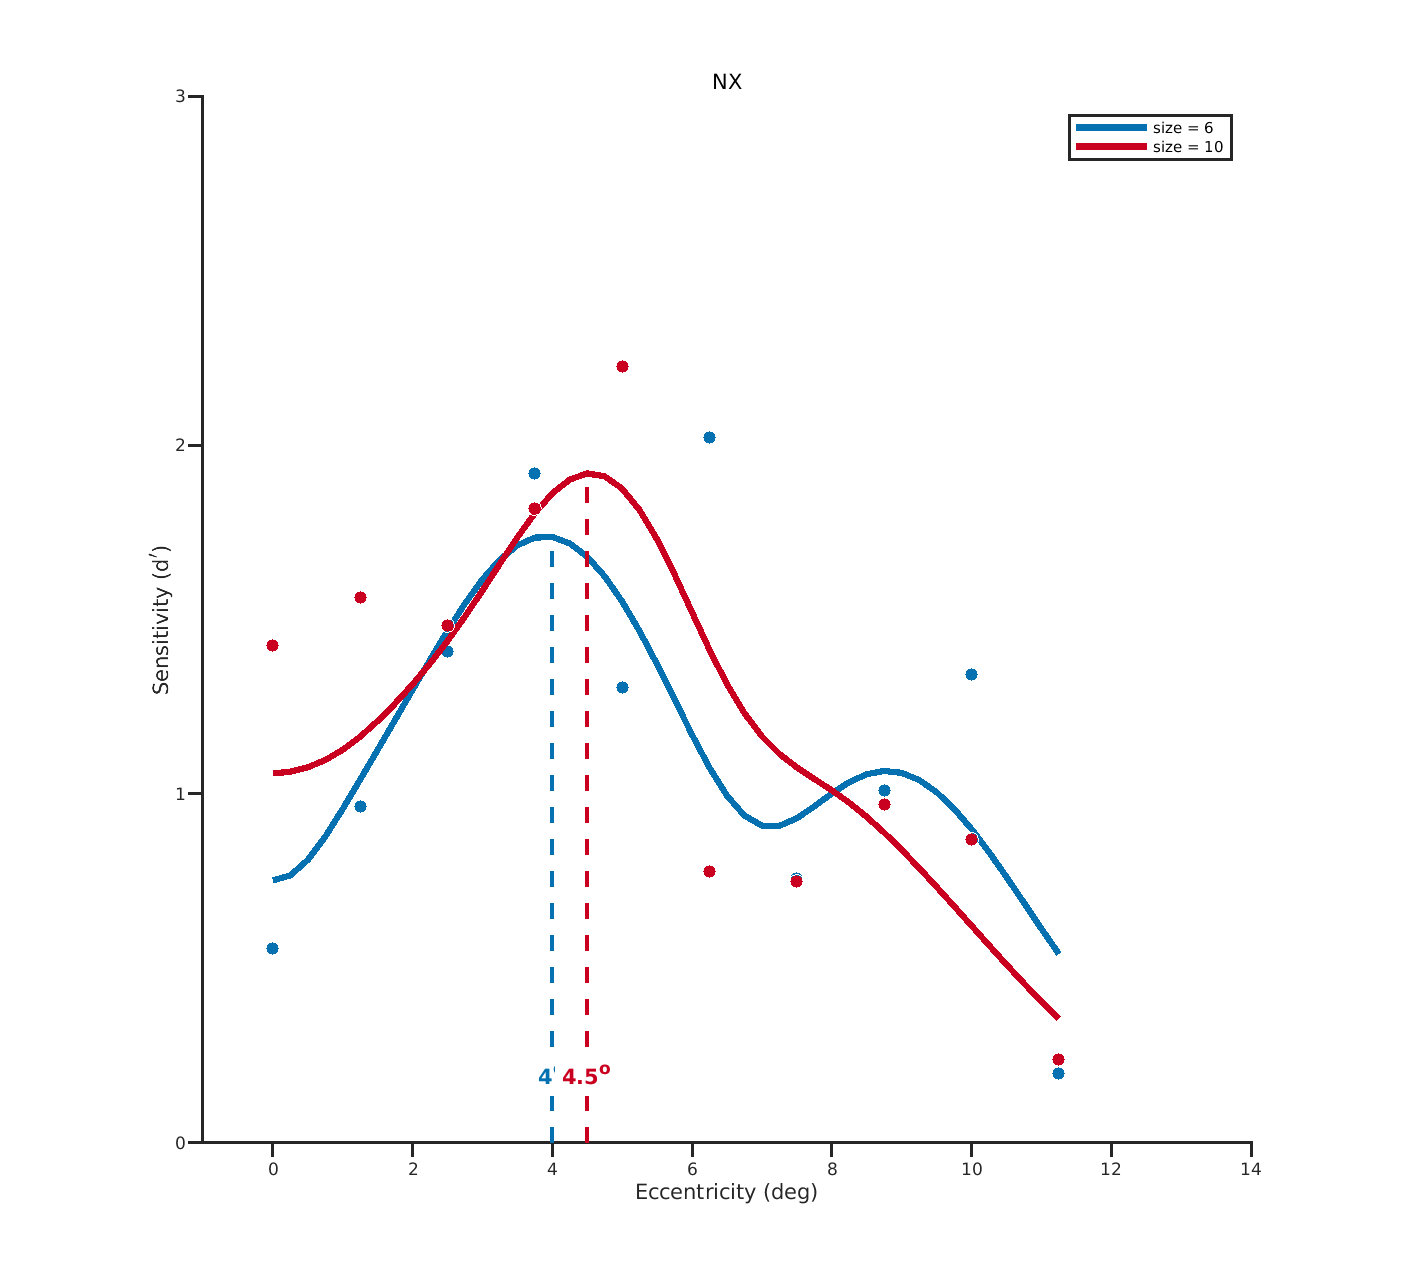 NX
size = 6
size = 10
3
2
1
0
Sensitivity (d′)
4
4.5°
0 2 4 6 8 10 12 14
Eccentricity (deg)